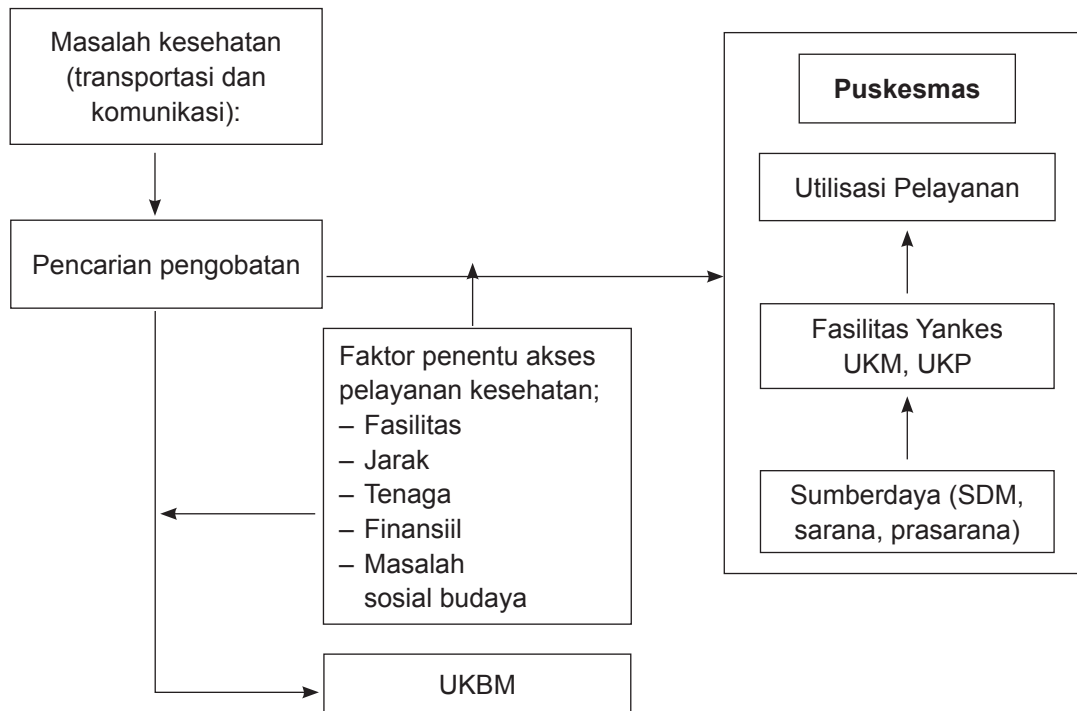 Masalah kesehatan
(transportasi dan
komunikasi):
Pencarian pengobatan
Faktor penentu akses
pelayanan kesehatan;
– Fasilitas
– Jarak
– Tenaga
– Finansiil
– Masalah
sosial budaya
UKBM
Puskesmas
Utilisasi Pelayanan
Fasilitas Yankes
UKM, UKP
Sumberdaya (SDM,
sarana, prasarana)